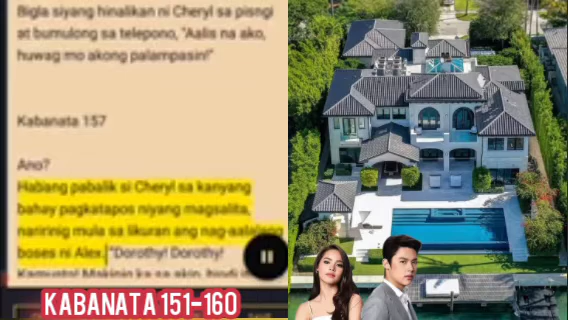 Bigla siyang hinalikan ni Cheryl sa pisngi
at bumulong sa telepono, "Aalis na ako,
huwag mo akong palampasin!"
Kabanata 157
Ano?
Habang pabalik si Cheryl sa kanyang
bahay pagkatapos niyang magsalita,
naririnig mula sa likuran ang nag-aalalang
boses ni Alex. "Dorothy! Dorothy!
KABANATA 151-160